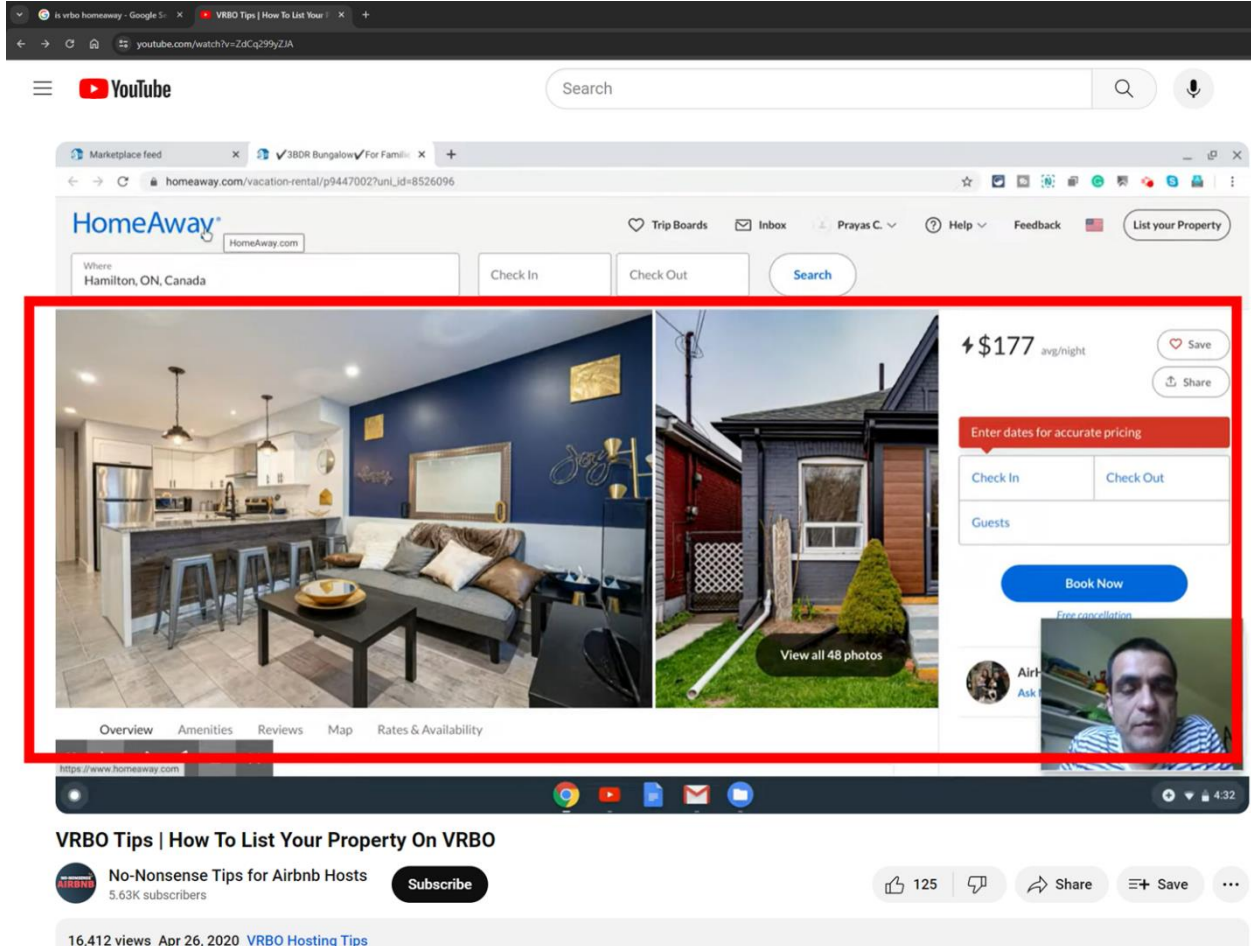 is vrbo homeaway - Google Se
VRBO Tips | How To List Your P
youtube.com/watch?v=ZdCq299yZJA
YouTube
Search
Marketplace feed
✔3BDR Bungalow✔For Familie
homeaway.com/vacation-rental/p9447002?uni_id=8526096
HomeAway
HomeAway.com
Trip Boards
Inbox
Prayas C.
Help
Feedback
List your Property
Where
Hamilton, ON, Canada
Check In
Check Out
Search
$177 avg/night
Save
Share
Enter dates for accurate pricing
Check In
Check Out
Guests
Book Now
Free cancellation
View all 48 photos
Ask
Overview Amenities Reviews Map Rates & Availability
https://www.homeaway.com
4:32
VRBO Tips | How To List Your Property On VRBO
AIRBNB
No-Nonsense Tips for Airbnb Hosts
5.63K subscribers
Subscribe
125
Share
Save
16,412 views Apr 26, 2020 VRBO Hosting Tips